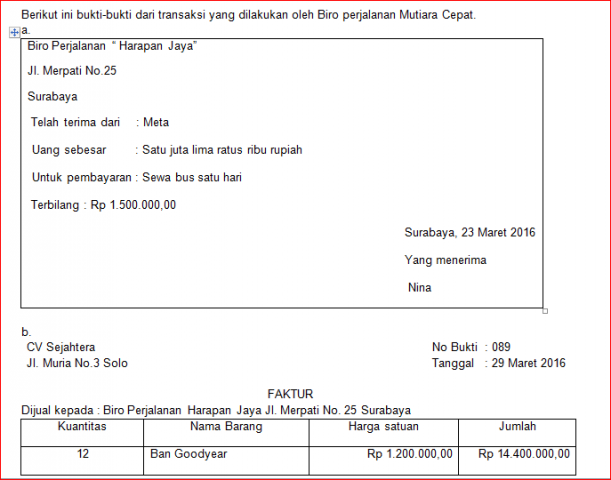 Berikut ini bukti-bukti dari transaksi yang dilakukan oleh Biro perjalanan Mutiara Cepat.
a.
Biro Perjalanan “ Harapan Jaya”
Jl. Merpati No.25
Surabaya
Telah terima dari : Meta
Uang sebesar : Satu juta lima ratus ribu rupiah
Untuk pembayaran : Sewa bus satu hari
Terbilang : Rp 1.500.000,00
Surabaya, 23 Maret 2016
Yang menerima
Nina
b.
CV Sejahtera No Bukti : 089
Jl. Muria No.3 Solo Tanggal : 29 Maret 2016
FAKTUR
Dijual kepada : Biro Perjalanan Harapan Jaya Jl. Merpati No. 25 Surabaya
Kuantitas Nama Barang Harga satuan Jumlah
12 Ban Goodyear Rp 1.200.000,00 Rp 14.400.000,00